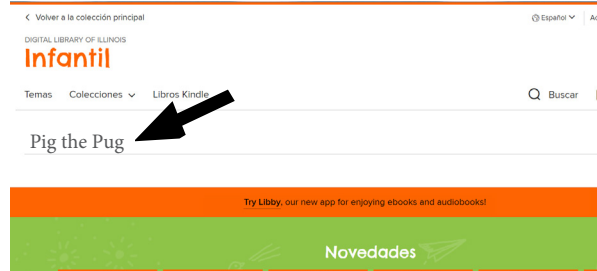 Volver a la colección principal
Español
DIGITAL LIBRARY OF ILLINOIS
Infantil
Temas Colecciones Libros Kindle Buscar
Pig the Pug
Try Libby, our new app for enjoying ebooks and audiobooks!
Novedades